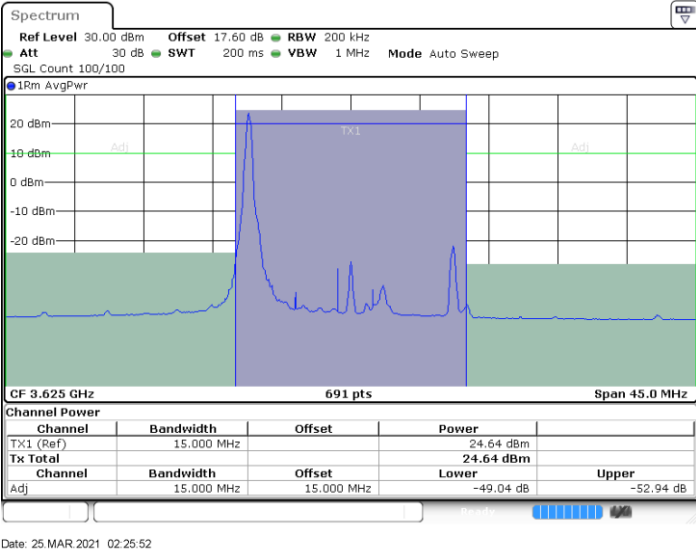 Spectrum
Ref Level 30.00 dBm Offset 17.60 dB RBW 200 kHz
Att 30 dB SWT 200 ms VBW 1 MHz Mode Auto Sweep
SGL Count 100/100
1Rm AvgPwr
20 dBm
TX1
Adj Adj
10 dBm
0 dBm
-10 dBm
-20 dBm
CF 3.625 GHz 691 pts Span 45.0 MHz
Channel Power
Channel Bandwidth Offset Power
TX1 (Ref) 15.000 MHz 24.64 dBm
Tx Total 24.64 dBm
Channel Bandwidth Offset Lower Upper
Adj 15.000 MHz 15.000 MHz -49.04 dB -52.94 dB
Ready
Date: 25.MAR.2021 02:25:52